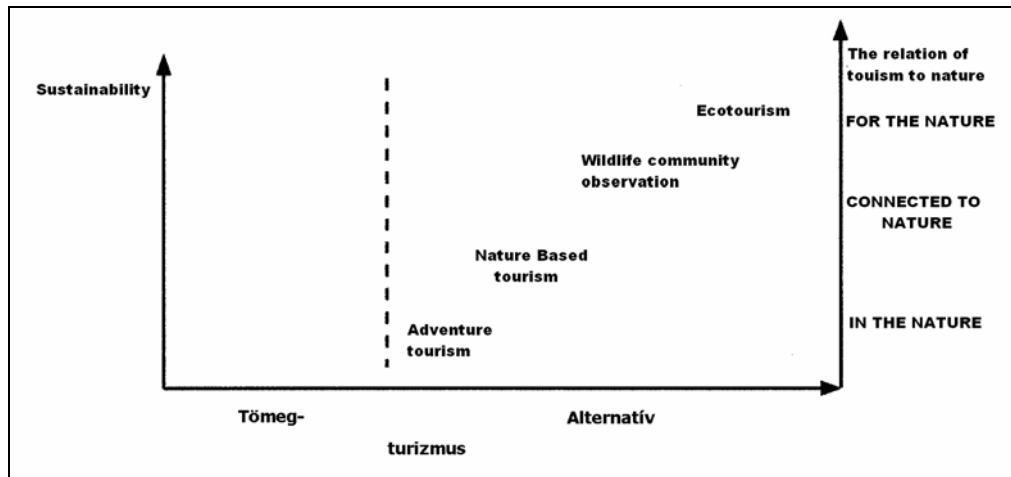 Sustainability
The relation of
touism to nature
Ecotourism
FOR THE NATURE
Wildlife community
observation
CONNECTED TO
NATURE
Nature Based
tourism
Adventure
tourism
IN THE NATURE
Tömeg-
Alternatív
turizmus